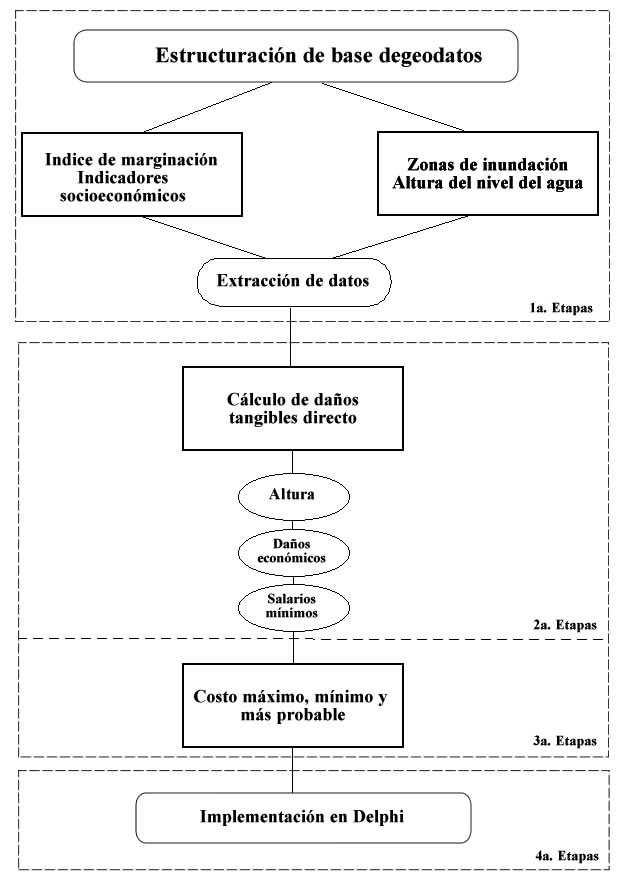 Estructuración de base degeodatos
Indice de marginación
Indicadores
socioeconómicos
Zonas de inundación
Altura del nivel del agua
Extracción de datos
1a. Etapas
Cálculo de daños
tangibles directo
Altura
Daños
económicos
Salarios
mínimos
2a. Etapas
Costo máximo, mínimo y
más probable
3a. Etapas
Implementación en Delphi
4a. Etapas